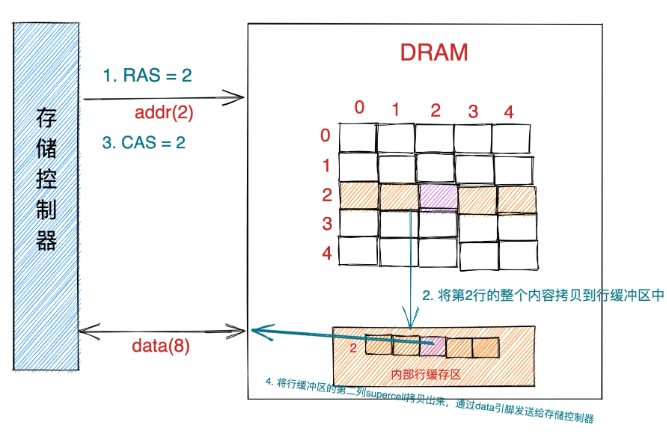 存储控制器
1. RAS = 2
addr(2)
3. CAS = 2
data(8)
DRAM
0 1 2 3 4
0
1
2
3
4
2. 将第2行的整个内容拷贝到行缓冲区中
2
内部行缓存区
4. 将行缓冲区的第二列supercell拷贝出来，通过data引脚发送给存储控制器